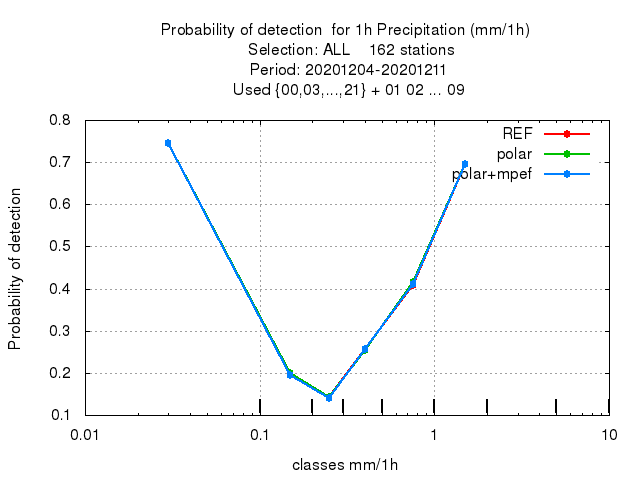 Probability of detection  for 1h Precipitation (mm/1h)
Selection: ALL    162 stations
Period: 20201204-20201211
Used {00,03,...,21} + 01 02 ... 09
0.8
0.7
0.6
0.5
0.4
0.3
0.2
0.1
Probability of detection
REF
polar
polar+mpef
0.01 0.1 1 10
classes mm/1h